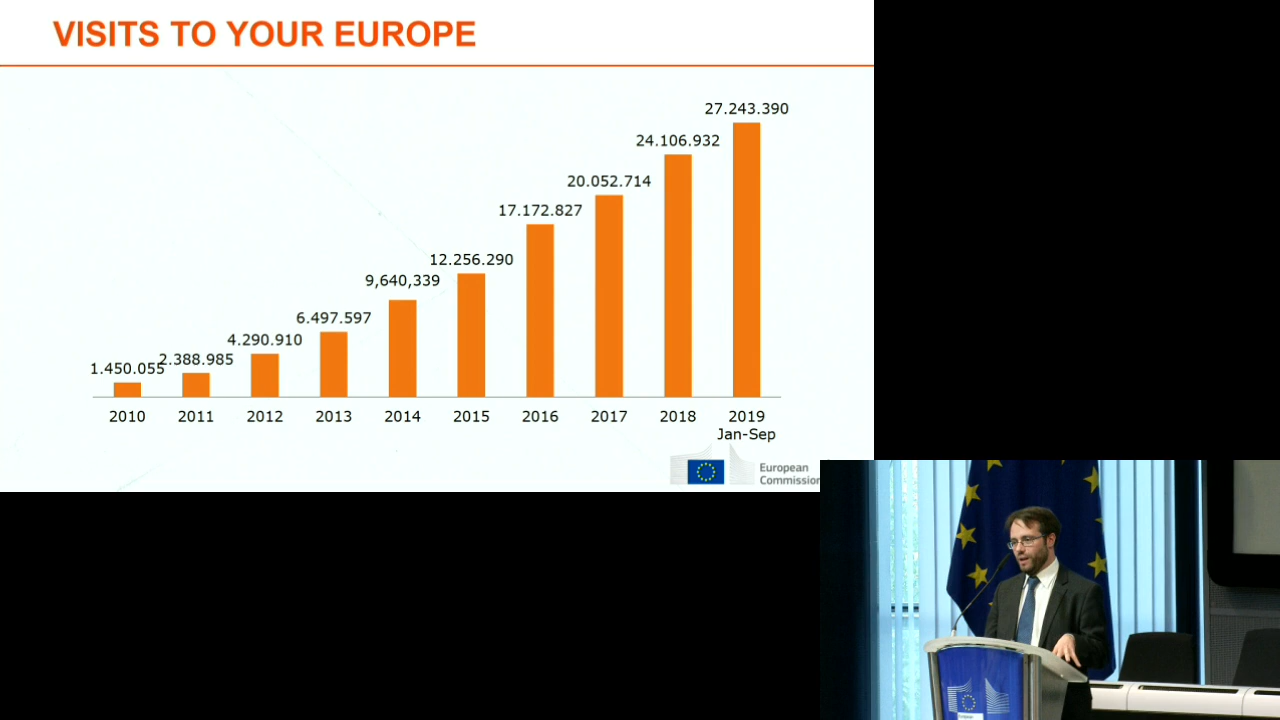 VISITS TO YOUR EUROPE
27.243.390
24.106.932
20.052.714
17.172.827
12.256.290
9,640,339
6.497.597
4.290.910
2.388.985
1.450.055
2010 2011 2012 2013 2014 2015 2016 2017 2018 2019
Jan-Sep
European
Commission